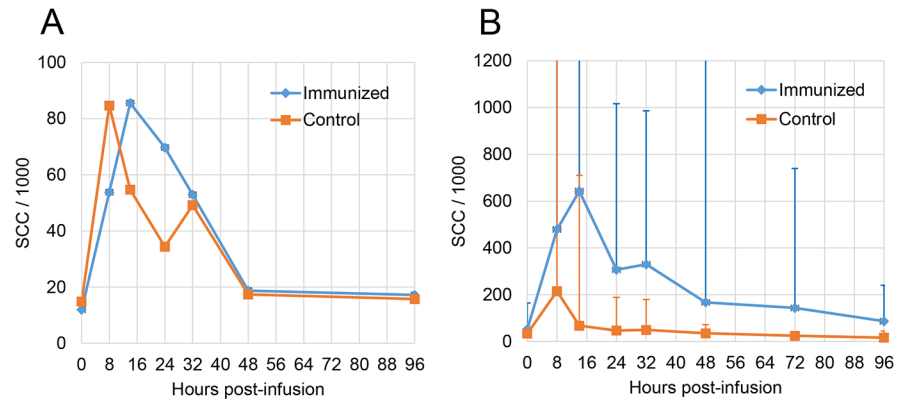 A
100
80
60
40
20
0
SCC / 1000
Immunized
Control
0 8 16 24 32 40 48 56 64 72 80 88 96
Hours post-infusion
B
1200
1000
800
600
400
200
0
SCC / 1000
Immunized
Control
0 8 16 24 32 40 48 56 64 72 80 88 96
Hours post-infusion